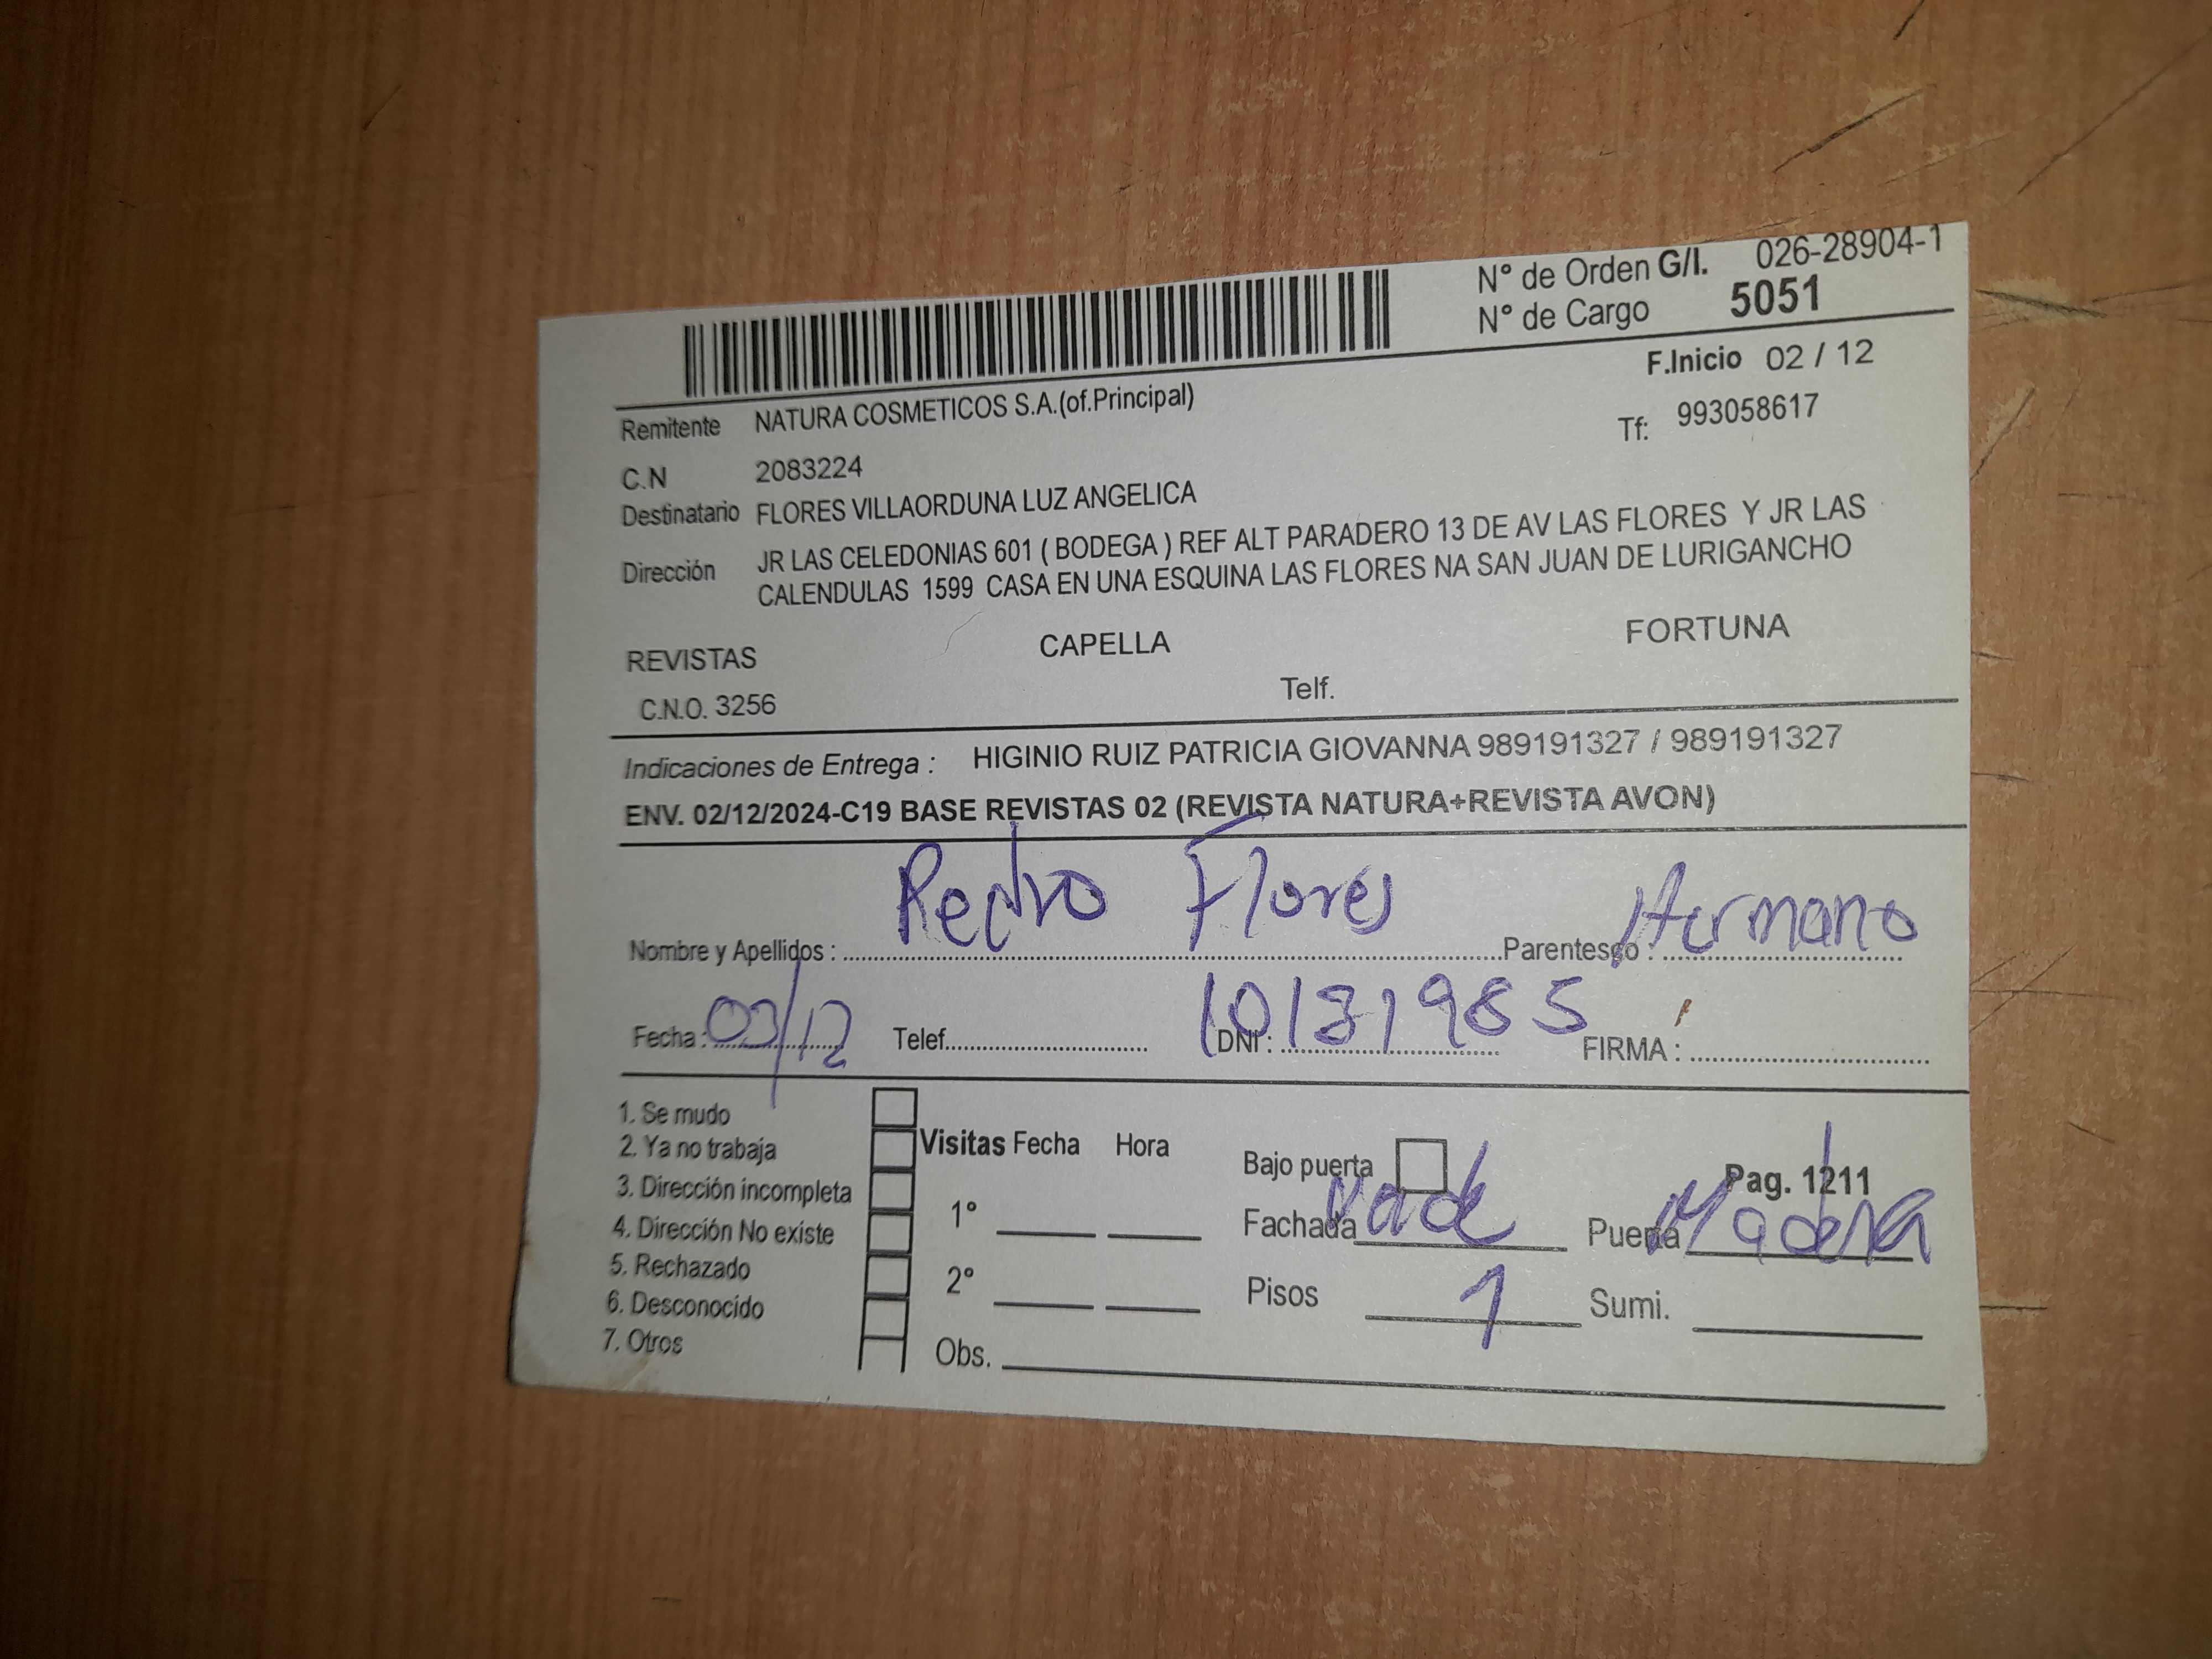 N° de Orden G/I. 026-28904-1
N° de Cargo 5051
F.Inicio 02 / 12
Remitente NATURA COSMETICOS S.A.(of.Principal)
Tf: 993058617
C.N 2083224
Destinatario FLORES VILLAORDUNA LUZ ANGELICA
Dirección JR LAS CELEDONIAS 601 ( BODEGA ) REF ALT PARADERO 13 DE AV LAS FLORES Y JR LAS
CALENDULAS 1599 CASA EN UNA ESQUINA LAS FLORES NA SAN JUAN DE LURIGANCHO
REVISTAS CAPELLA FORTUNA
C.N.O. 3256 Telf.
Indicaciones de Entrega : HIGINIO RUIZ PATRICIA GIOVANNA 989191327 / 989191327
ENV. 02/12/2024-C19 BASE REVISTAS 02 (REVISTA NATURA+REVISTA AVON)
Nombre y Apellidos : Pedro Flores Parentesco : Hermano
Fecha : 03/12 Telef. DNI : 10131965 FIRMA :
1. Se mudo
2. Ya no trabaja
3. Dirección incompleta
4. Dirección No existe
5. Rechazado
6. Desconocido
7. Otros
Visitas Fecha Hora
1°
2°
Obs.
Bajo puerta Pag. 1211
Fachada Puerta Madera
Pisos 1 Sumi.